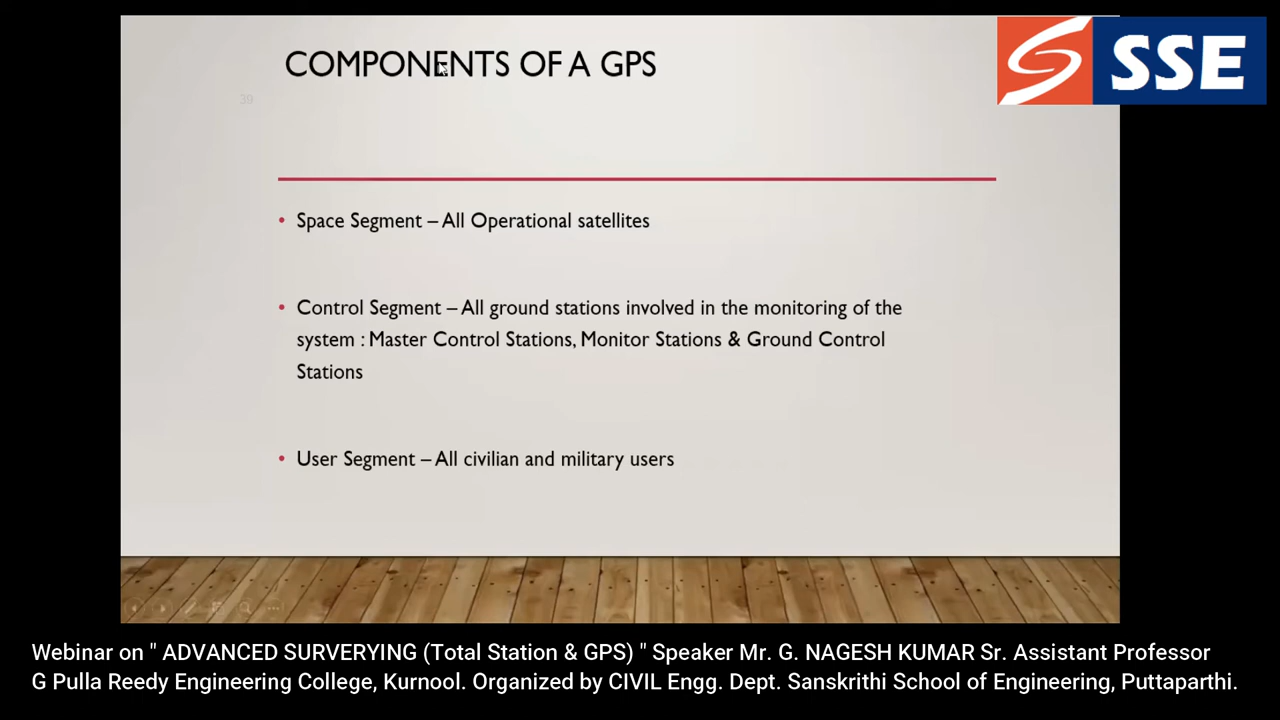 COMPONENTS OF A GPS
SSE
39
• Space Segment – All Operational satellites
• Control Segment – All ground stations involved in the monitoring of the
system : Master Control Stations, Monitor Stations & Ground Control
Stations
• User Segment – All civilian and military users
Webinar on " ADVANCED SURVERYING (Total Station & GPS) " Speaker Mr. G. NAGESH KUMAR Sr. Assistant Professor
G Pulla Reedy Engineering College, Kurnool. Organized by CIVIL Engg. Dept. Sanskrithi School of Engineering, Puttaparthi.